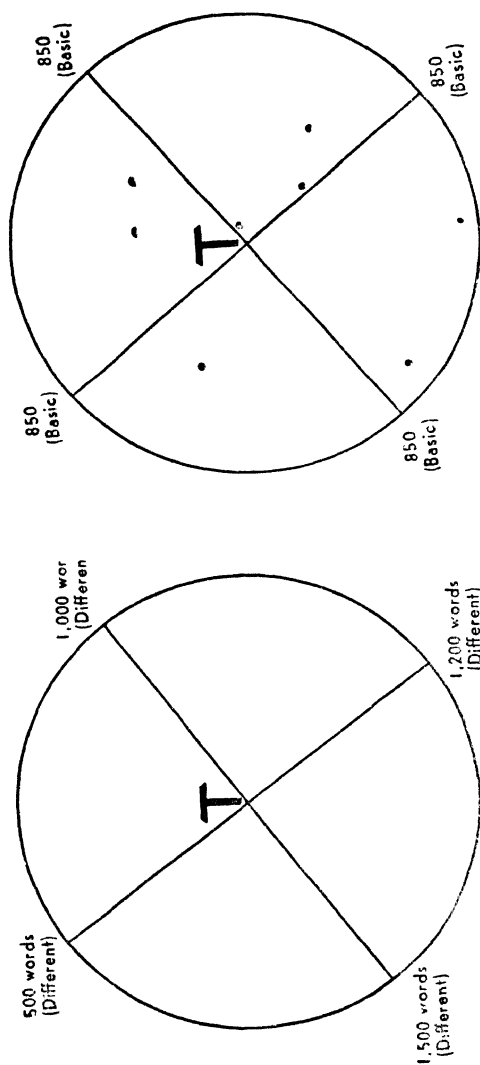 500 words
(Different)
1,000 wor
(Differen
T
1,500 words
(Different)
1,200 words
(Different)
850
(Basic)
850
(Basic)
T
850
(Basic)
850
(Basic)